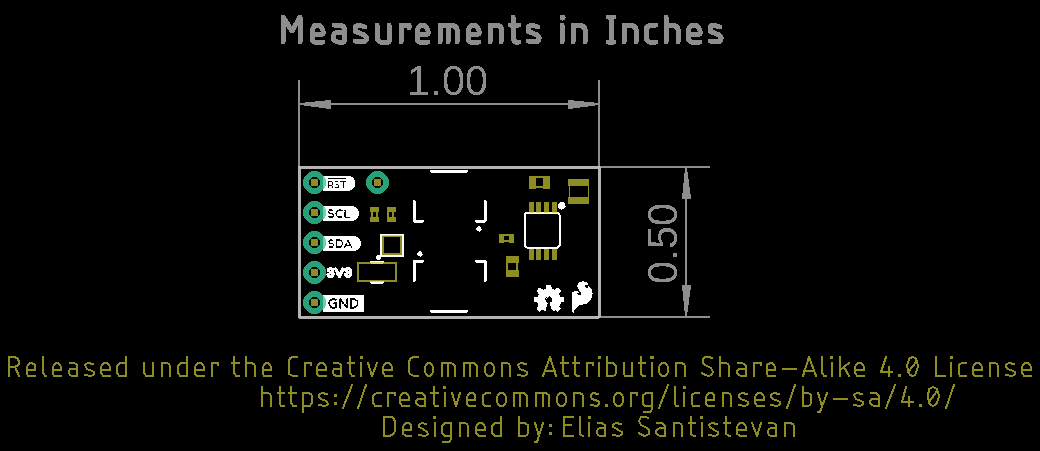 Measurements in Inches
1.00
RST
SCL
SDA
3V3
GND
0.50
Released under the Creative Commons Attribution Share-Alike 4.0 License
https://creativecommons.org/licenses/by-sa/4.0/
Designed by: Elias Santistevan